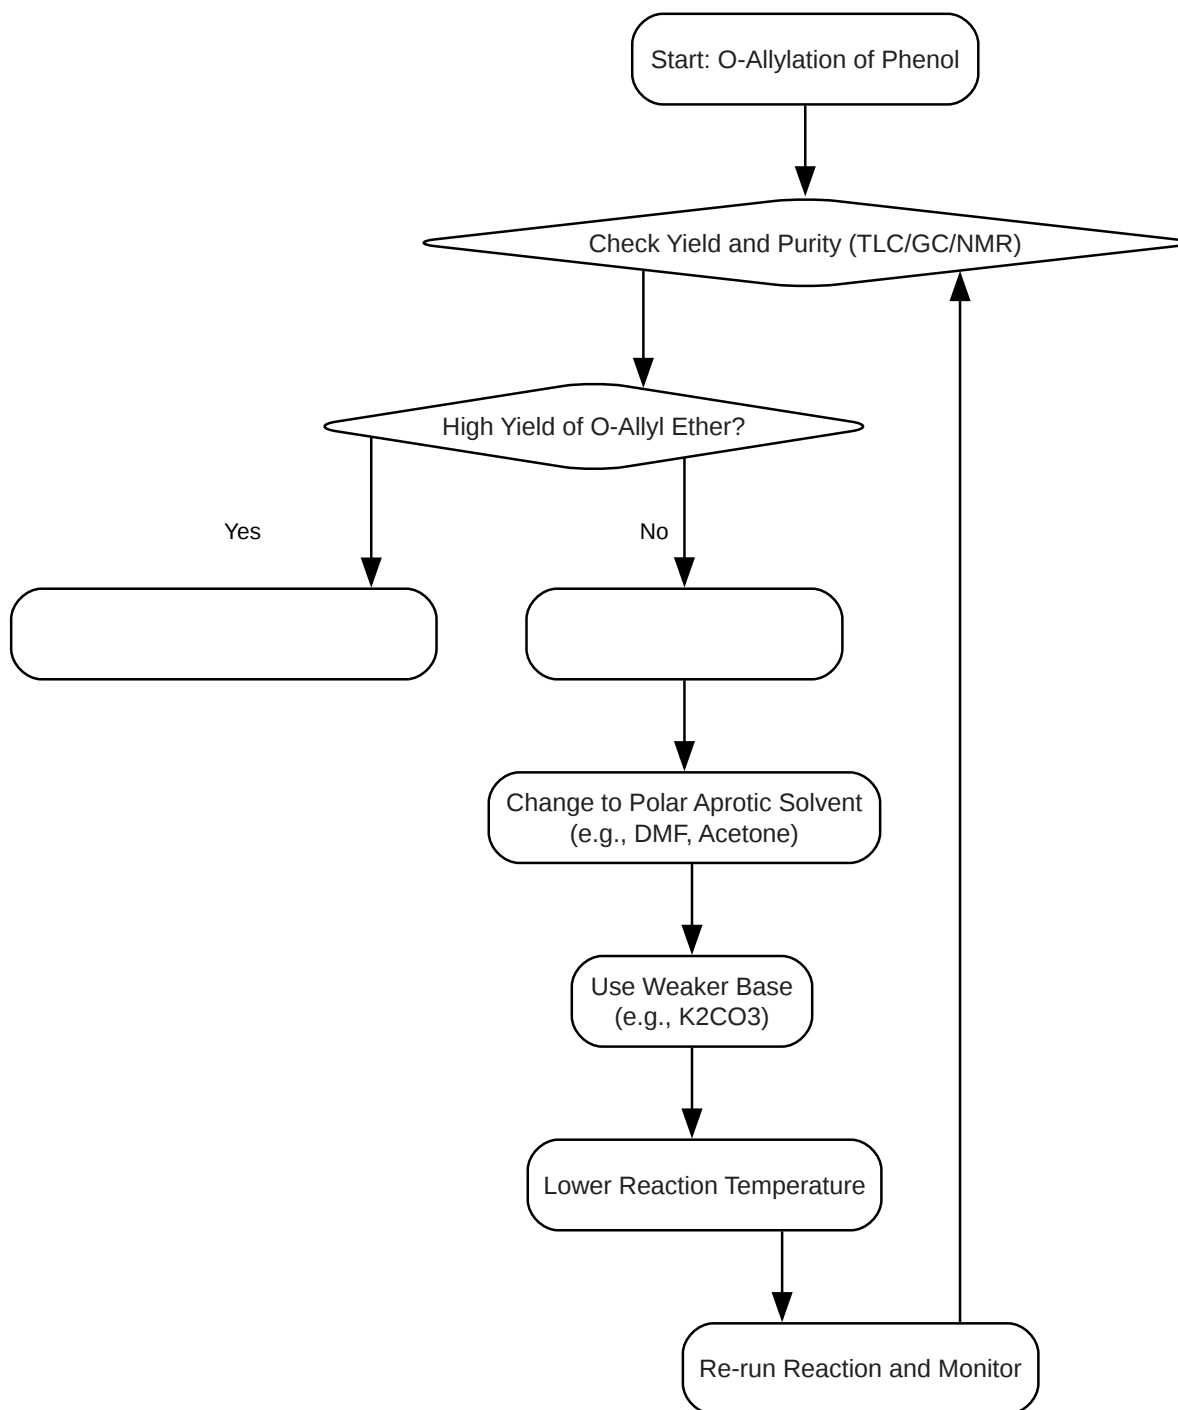 Start: O-Allylation of Phenol
Check Yield and Purity (TLC/GC/NMR)
High Yield of O-Allyl Ether?
Yes
No
Change to Polar Aprotic Solvent
(e.g., DMF, Acetone)
Use Weaker Base
(e.g., K2CO3)
Lower Reaction Temperature
Re-run Reaction and Monitor